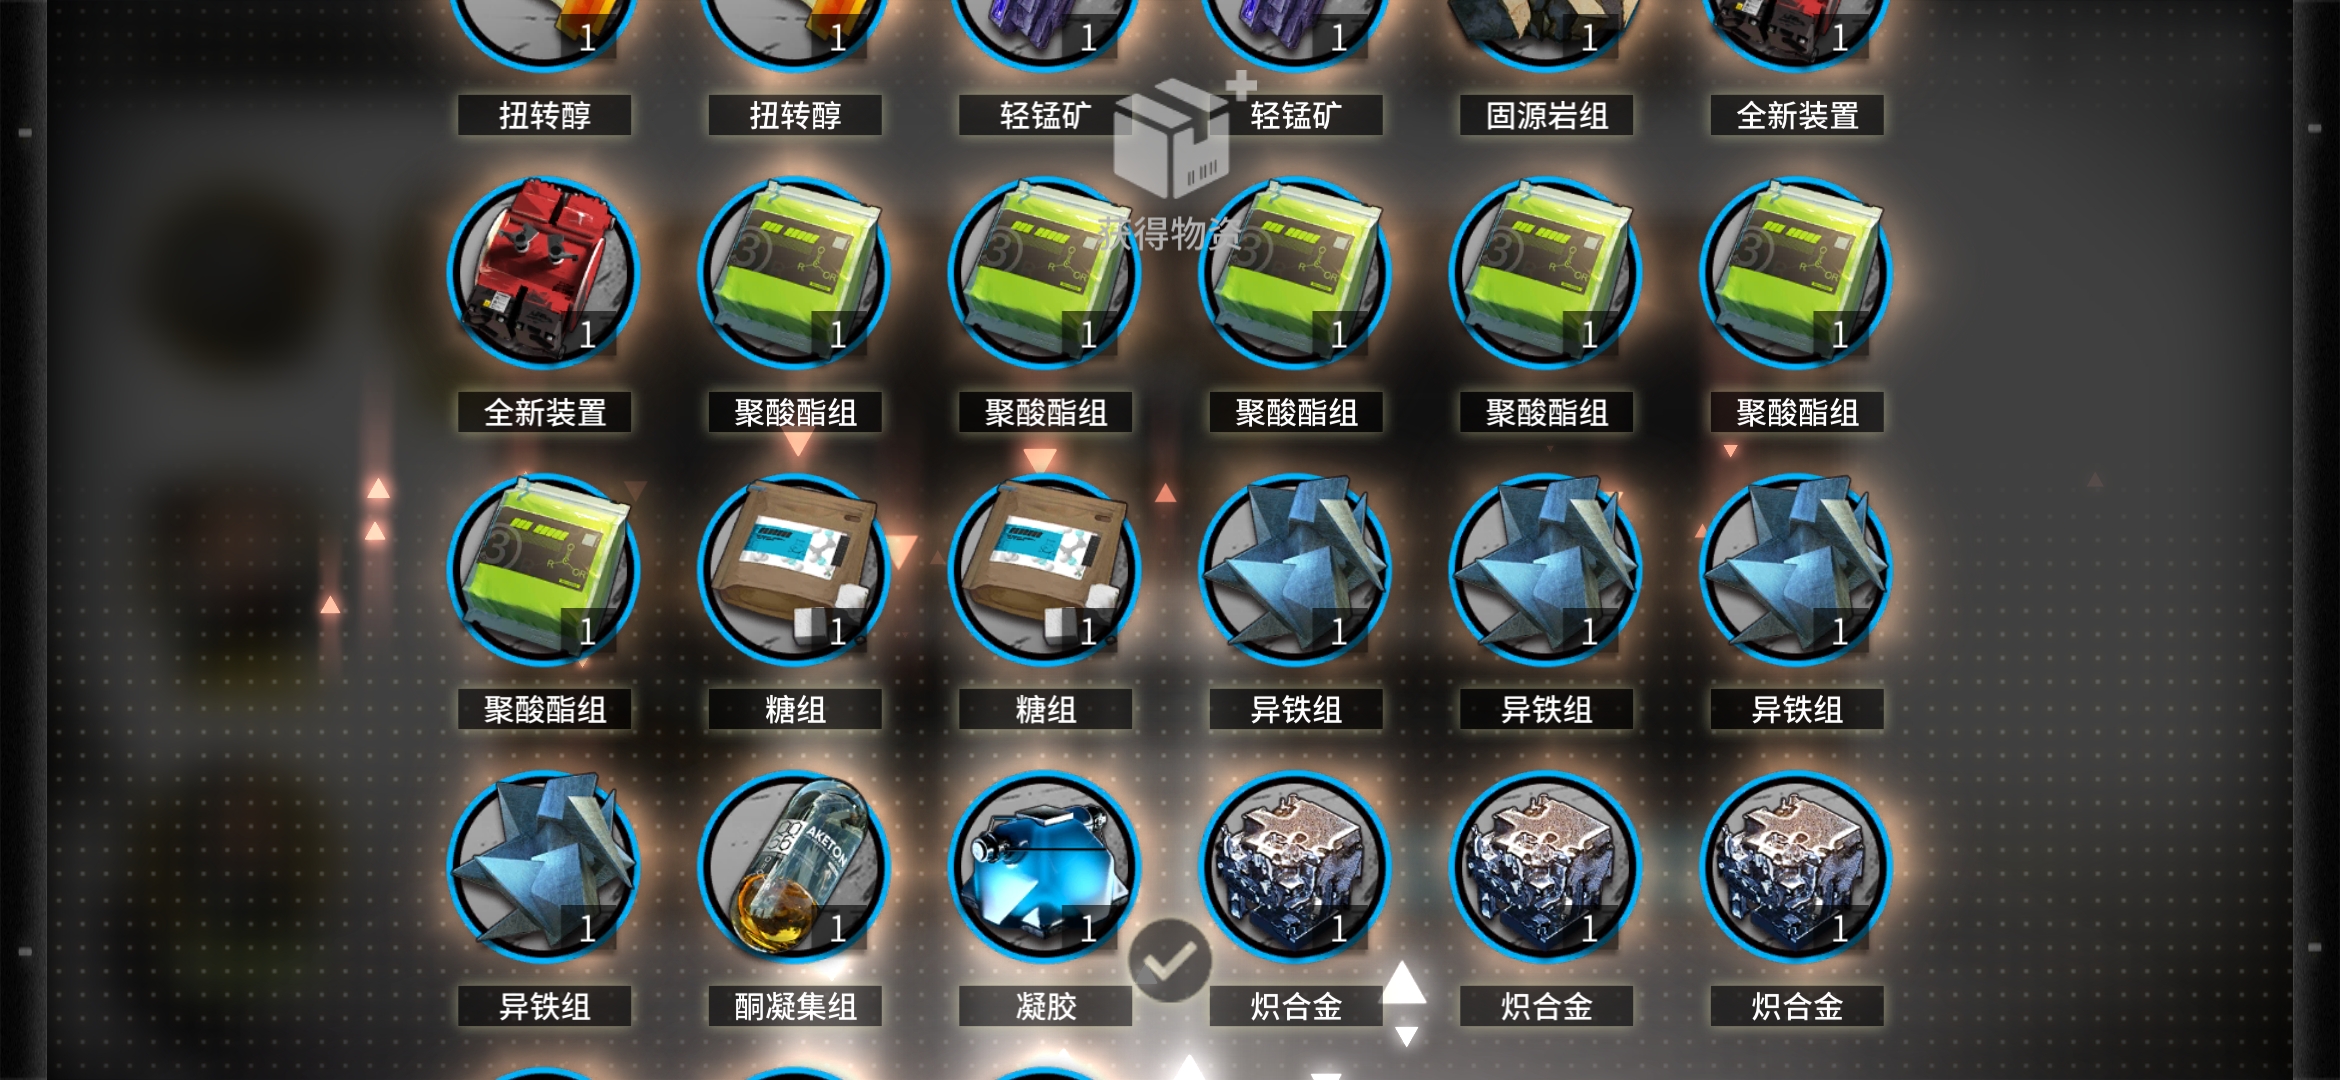 1 1 1 1 1 1
扭转醇 扭转醇 轻锰矿 轻锰矿 固源岩组 全新装置
获得物资
1 1 1 1 1 1
全新装置 聚酸酯组 聚酸酯组 聚酸酯组 聚酸酯组 聚酸酯组
1 1 1 1 1 1
聚酸酯组 糖组 糖组 异铁组 异铁组 异铁组
AKETON
1 1 1 1 1 1
异铁组 酮凝集组 凝胶 炽合金 炽合金 炽合金